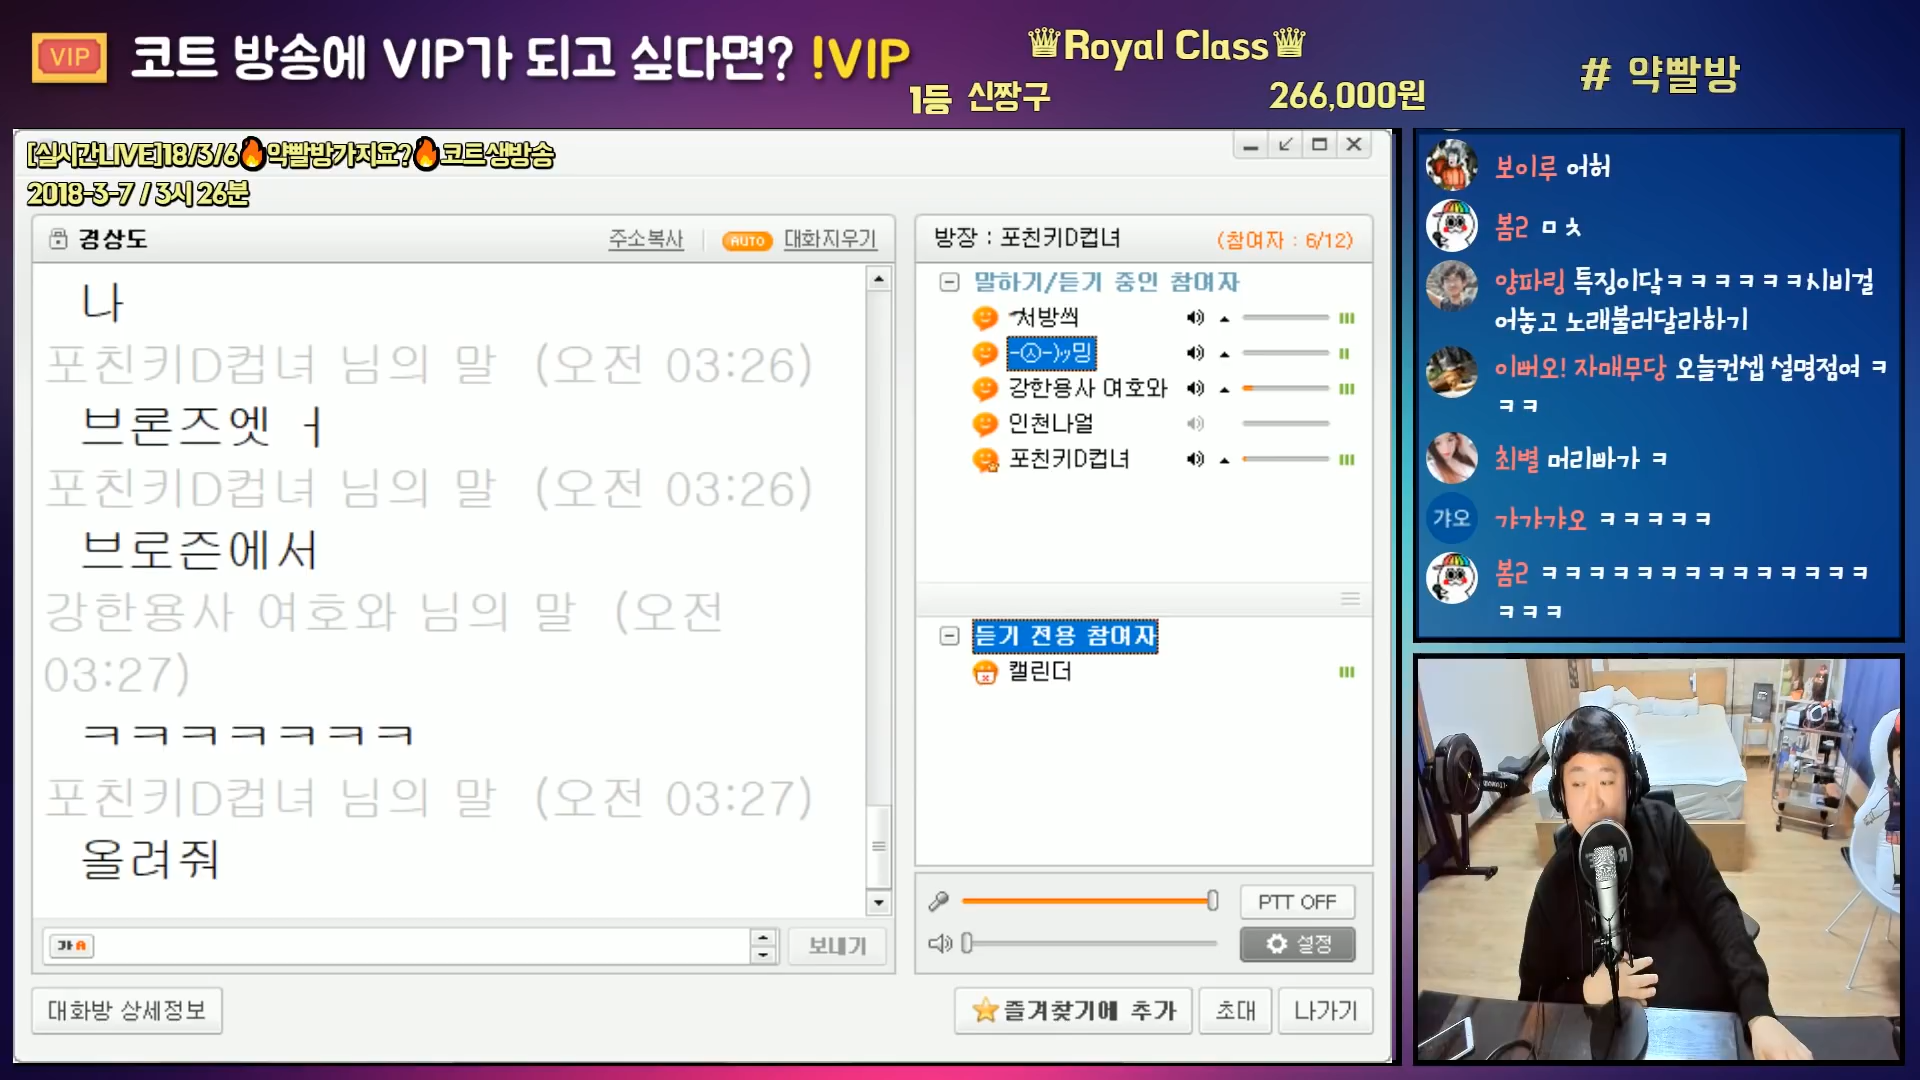 VIP 코트 방송에 VIP가 되고 싶다면? !VIP
♛Royal Class♛
1등 신짱구 266,000원
# 약빨방
[실시간LIVE]18/3/6🔥약빨방가지요?🔥코트생방송
2018-3-7 / 3시 26분
경상도 주소복사 AUTO 대화지우기
나
포친키D컵녀 님의 말 (오전 03:26)
브론즈엣 ㅓ
포친키D컵녀 님의 말 (오전 03:26)
브로즌에서
강한용사 여호와 님의 말 (오전
03:27)
ㅋㅋㅋㅋㅋㅋㅋ
포친키D컵녀 님의 말 (오전 03:27)
올려줘
가A 보내기
대화방 상세정보
방장 : 포친키D컵녀 (참여자 : 6/12)
말하기/듣기 중인 참여자
서방씩
강한용사 여호와
인천나얼
포친키D컵녀
듣기 전용 참여자
캘린더
PTT OFF
설정
즐겨찾기에 추가 초대 나가기
보이루 어허
봄2 ㅁㅊ
양파링 특징이닼ㅋㅋㅋㅋㅋㅋ시비걸
어놓고 노래불러달라하기
이뻐오! 자매무당 오늘컨셉 설명점여 ㅋ
ㅋㅋ
최별 머리빠가 ㅋ
갸오 갸갸갸오 ㅋㅋㅋㅋㅋ
봄2 ㅋㅋㅋㅋㅋㅋㅋㅋㅋㅋㅋㅋㅋㅋ
ㅋㅋㅋ